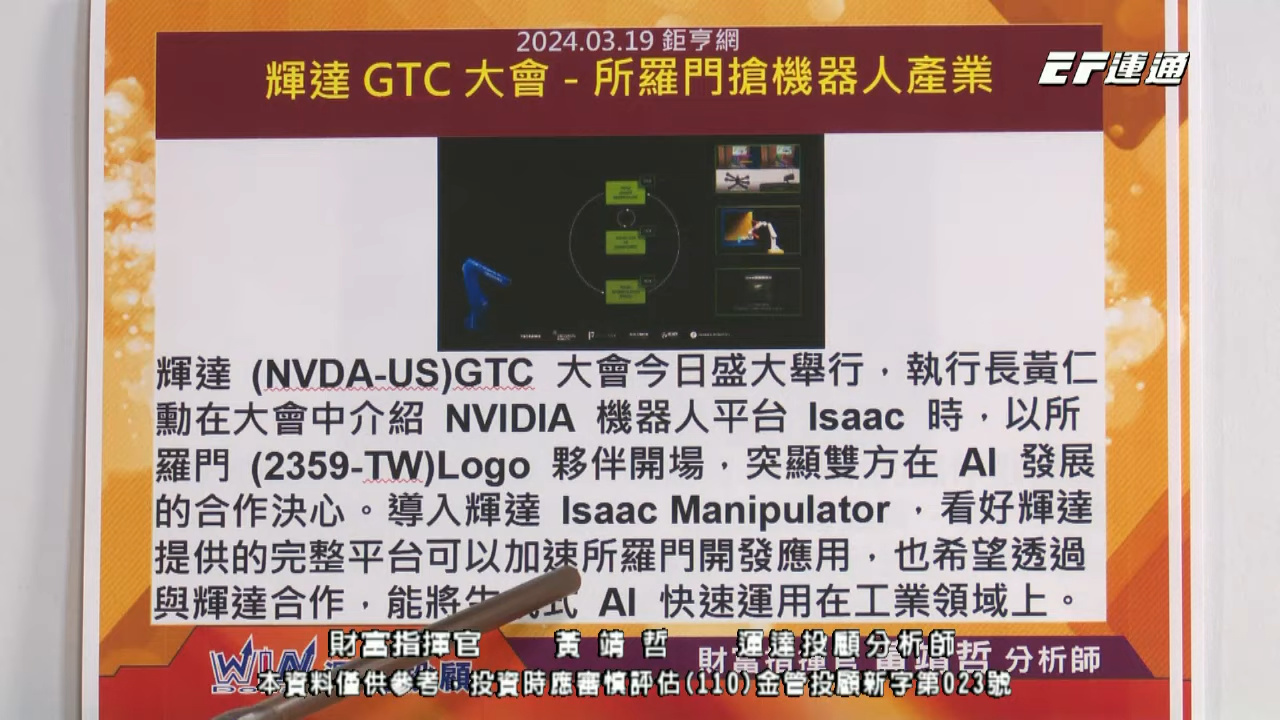 2024.03.19 鉅亨網
輝達 GTC 大會 - 所羅門搶機器人產業
EF運通
輝達 (NVDA-US)GTC 大會今日盛大舉行，執行長黃仁
勳在大會中介紹 NVIDIA 機器人平台 Isaac 時，以所
羅門 (2359-TW)Logo 夥伴開場，突顯雙方在 AI 發展
的合作決心。導入輝達 Isaac Manipulator ，看好輝達
提供的完整平台可以加速所羅門開發應用，也希望透過
與輝達合作，能將生成式 AI 快速運用在工業領域上。
財富指揮官 黃靖哲 運達投顧分析師
WIN 顧
財富指揮官 黃靖哲 分析師
本資料僅供參考，投資時應審慎評估(110)金管投顧新字第023號